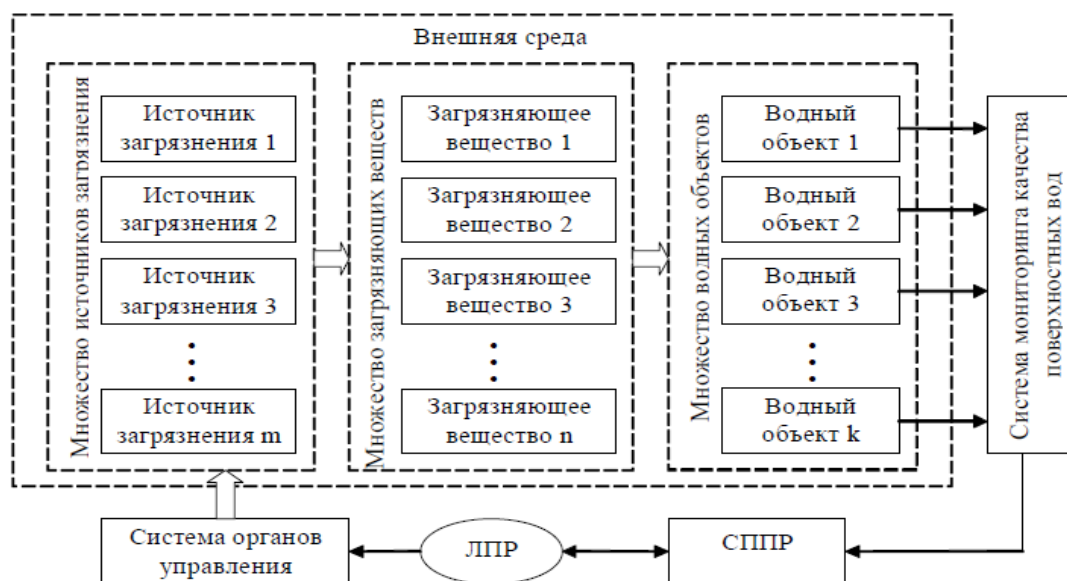 Внешняя среда
Множество источников загрязнения
Источник
загрязнения 1
Источник
загрязнения 2
Источник
загрязнения 3
Источник
загрязнения m
Множество загрязняющих веществ
Загрязняющее
вещество 1
Загрязняющее
вещество 2
Загрязняющее
вещество 3
Загрязняющее
вещество n
Множество водных объектов
Водный
объект 1
Водный
объект 2
Водный
объект 3
Водный
объект k
Система мониторинга качества
поверхностных вод
Система органов
управления
ЛПР
СППР